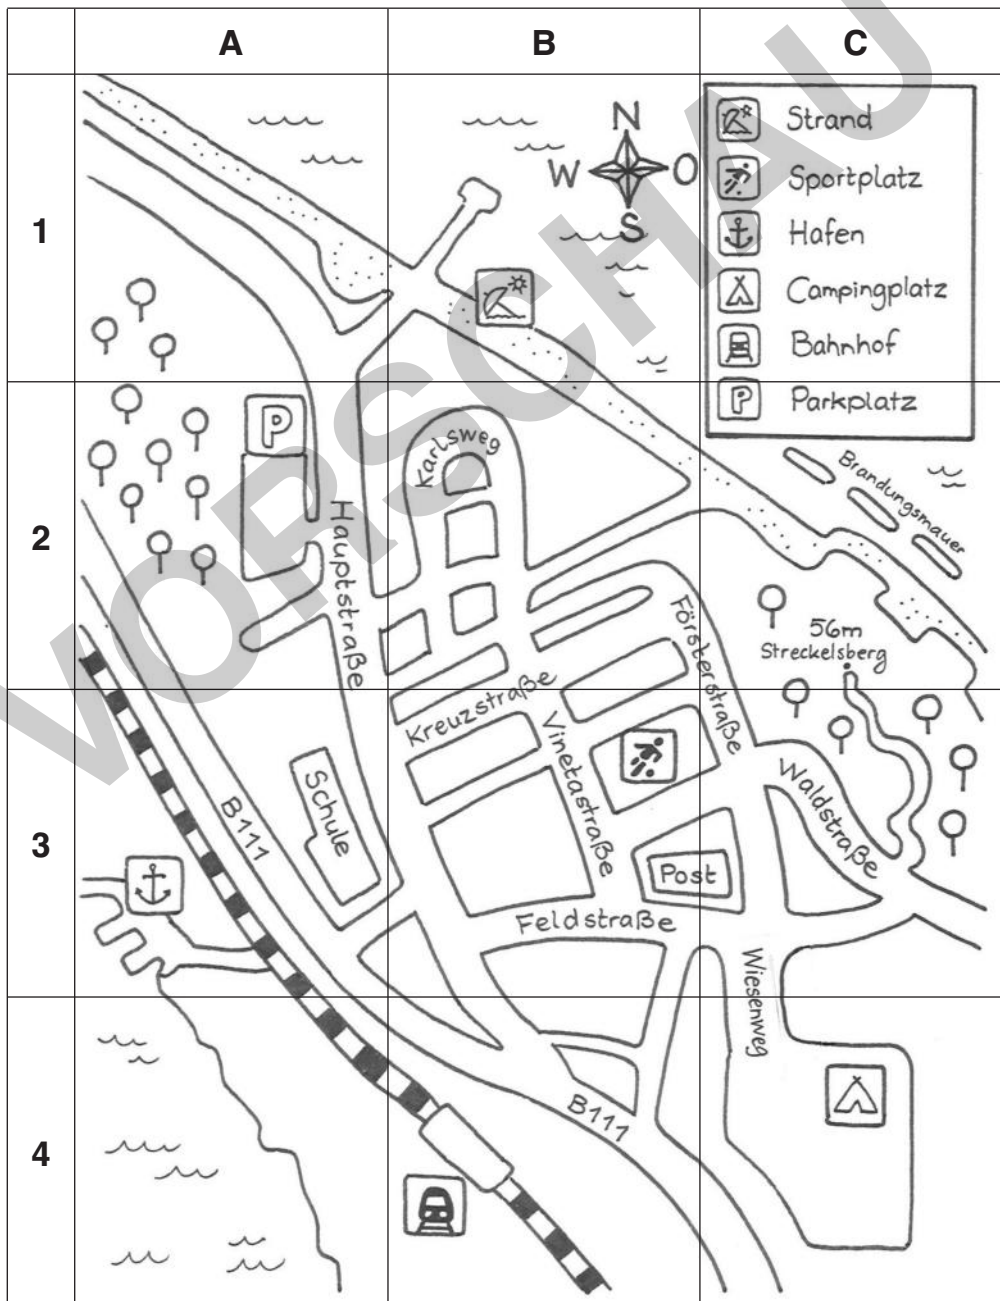 A B C
1
2
3
4
N
W O
S
Strand
Sportplatz
Hafen
Campingplatz
Bahnhof
P Parkplatz
P
Karlsweg
Hauptstraße
Brandungsmauer
56m
Streckelsberg
Försterstraße
Kreuzstraße
Vinetastraße
Waldstraße
Schule
B111
Post
Feldstraße
Wiesenweg
B111
VORSCHAU